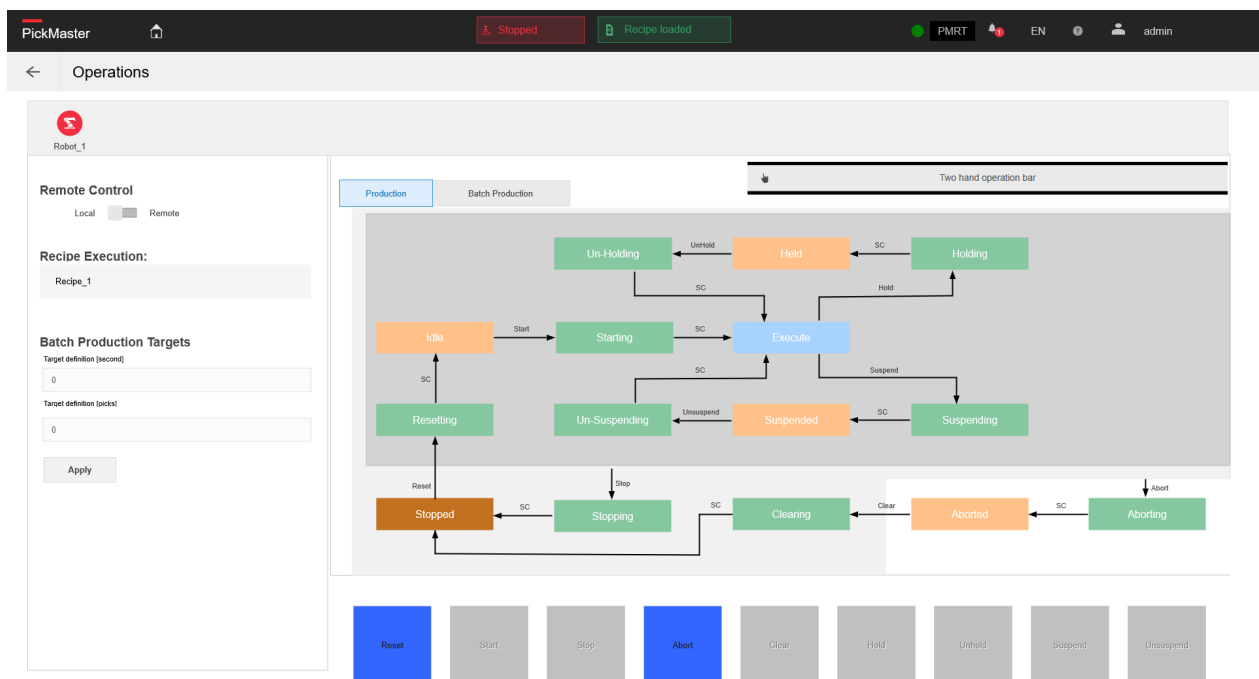 PickMaster
Stopped
Recipe loaded
PMRT
1
EN
?
admin
Operations
Robot_1
Remote Control
Local Remote
Recipe Execution:
Recipe_1
Batch Production Targets
Target definition [second]
0
Target definition [picks]
0
Apply
Production Batch Production
Two hand operation bar
Un-Holding UnHold Held SC Holding
SC Hold
Idle Start Starting SC Execute
SC SC Suspend
Resetting Un-Suspending Unsuspend Suspended SC Suspending
Reset Stop Abort
Stopped SC Stopping SC Clearing Clear Aborted SC Aborting
Reset Start Stop Abort Clear Hold Unhold Suspend Unsuspend